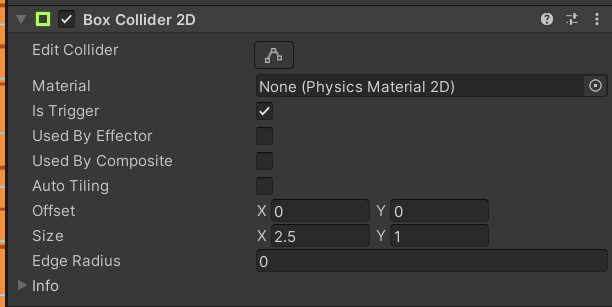 Box Collider 2D
Edit Collider
Material None (Physics Material 2D)
Is Trigger
Used By Effector
Used By Composite
Auto Tiling
Offset X 0 Y 0
Size X 2.5 Y 1
Edge Radius 0
Info